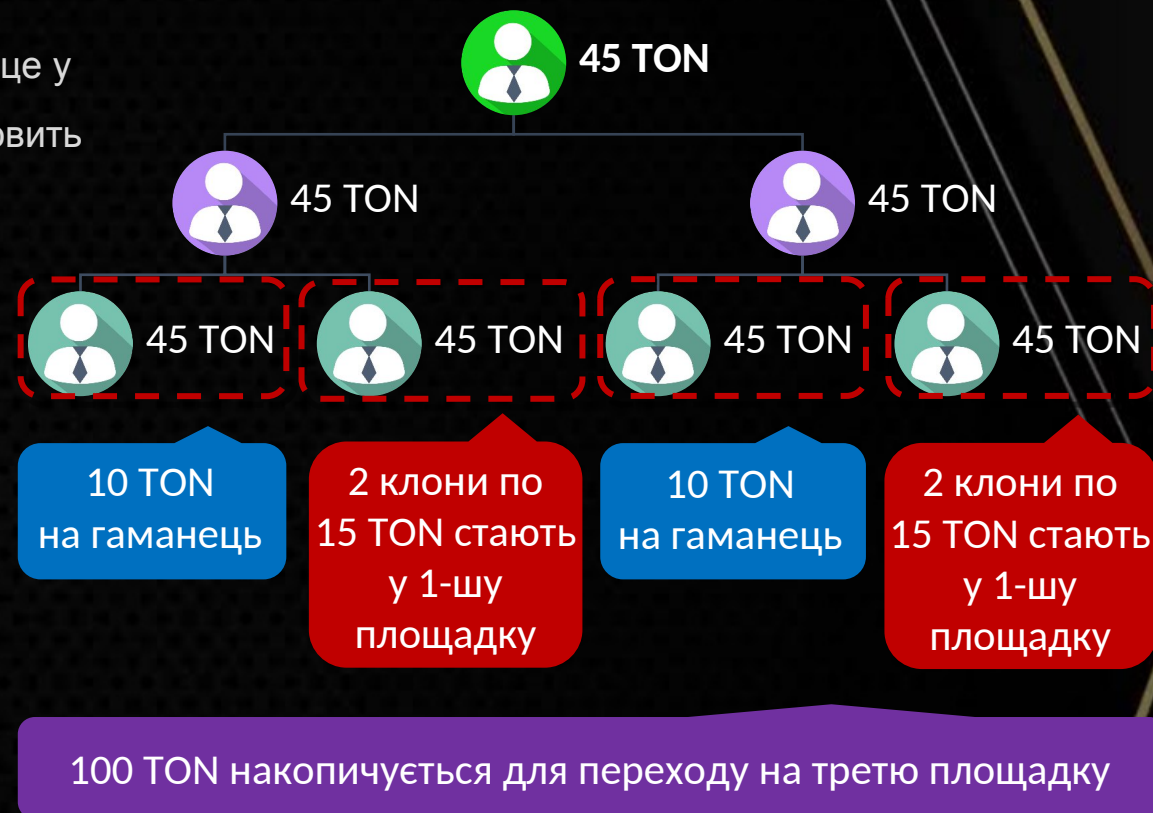 це у
45 TON
45 TON
45 TON
45 TON
45 TON
45 TON
45 TON
10 TON
на гаманець
2 клони по
15 TON стають
у 1-шу
площадку
10 TON
на гаманець
2 клони по
15 TON стають
у 1-шу
площадку
100 TON накопичується для переходу на третю площадку